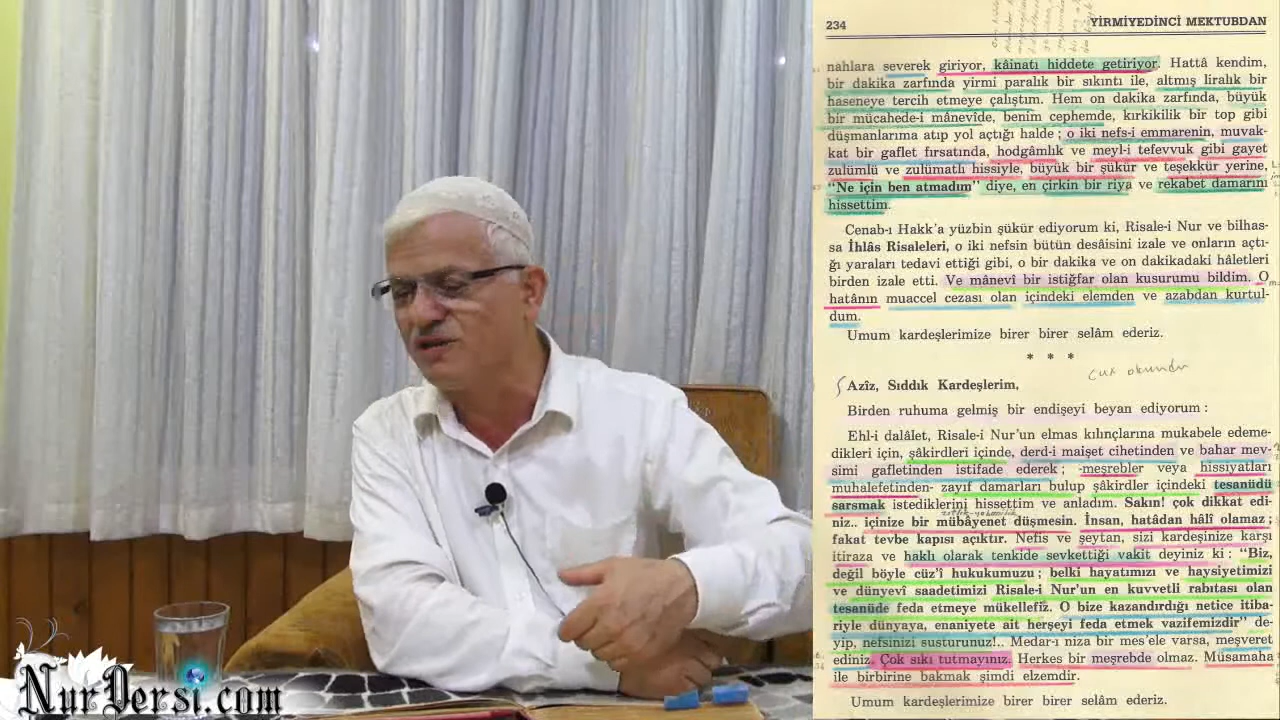 234
YİRMİYEDİNCİ MEKTUBDAN
nahlara severek giriyor, kâinatı hiddete getiriyor. Hattâ kendim,
bir dakika zarfında yirmi paralık bir sıkıntı ile, altmış liralık bir
haseneye tercih etmeye çalıştım. Hem on dakika zarfında, büyük
bir mücahede-i mânevîde, benim cephemde, kırkikilik bir top gibi
düşmanlarıma atıp yol açtığı halde; o iki nefs-i emmarenin, muvak-
kat bir gaflet fırsatında, hodgâmlık ve meyl-i tefevvuk gibi gayet
zulümlü ve zulümatlı hissiyle, büyük bir şükür ve teşekkür yerine,
"Ne için ben atmadım" diye, en çirkin bir riya ve rekabet damarını
hissettim.
Cenab-ı Hakk'a yüzbin şükür ediyorum ki, Risale-i Nur ve bilhas-
sa İhlâs Risaleleri, o iki nefsin bütün desâisini izale ve onların açtı-
ğı yaraları tedavi ettiği gibi, o bir dakika ve on dakikadaki hâletleri
birden izale etti. Ve mânevî bir istiğfar olan kusurumu bildim. O
hatânın muaccel cezası olan içindeki elemden ve azabdan kurtul-
dum.
Umum kardeşlerimize birer birer selâm ederiz.
* * *
Çok okundu
Azîz, Sıddık Kardeşlerim,
Birden ruhuma gelmiş bir endişeyi beyan ediyorum :
Ehl-i dalâlet, Risale-i Nur'un elmas kılınçlarına mukabele edeme-
dikleri için, şâkirdleri içinde, derd-i maişet cihetinden ve bahar mev-
simi gafletinden istifade ederek; -meşrebler veya hissiyatları
muhalefetinden- zayıf damarları bulup şâkirdler içindeki tesanüdü
sarsmak istediklerini hissettim ve anladım. Sakın! çok dikkat edi-
niz.. içinize bir mübâyenet düşmesin. İnsan, hatâdan hâlî olamaz;
fakat tevbe kapısı açıktır. Nefis ve şeytan, sizi kardeşinize karşı
itiraza ve haklı olarak tenkide sevkettiği vakit deyiniz ki: "Biz,
değil böyle cüz'î hukukumuzu; belki hayatımızı ve haysiyetimizi
ve dünyevî saadetimizi Risale-i Nur'un en kuvvetli rabıtası olan
tesanüde feda etmeye mükellefiz. O bize kazandırdığı netice itiba-
riyle dünyaya, enaniyete ait herşeyi feda etmek vazifemizdir" de-
yip, nefsinizi susturunuz!.. Medar-ı niza bir mes'ele varsa, meşveret
ediniz. Çok sıkı tutmayınız. Herkes bir meşrebde olmaz. Müsamaha
ile birbirine bakmak şimdi elzemdir.
Umum kardeşlerimize birer birer selâm ederiz.
NurDersi.com